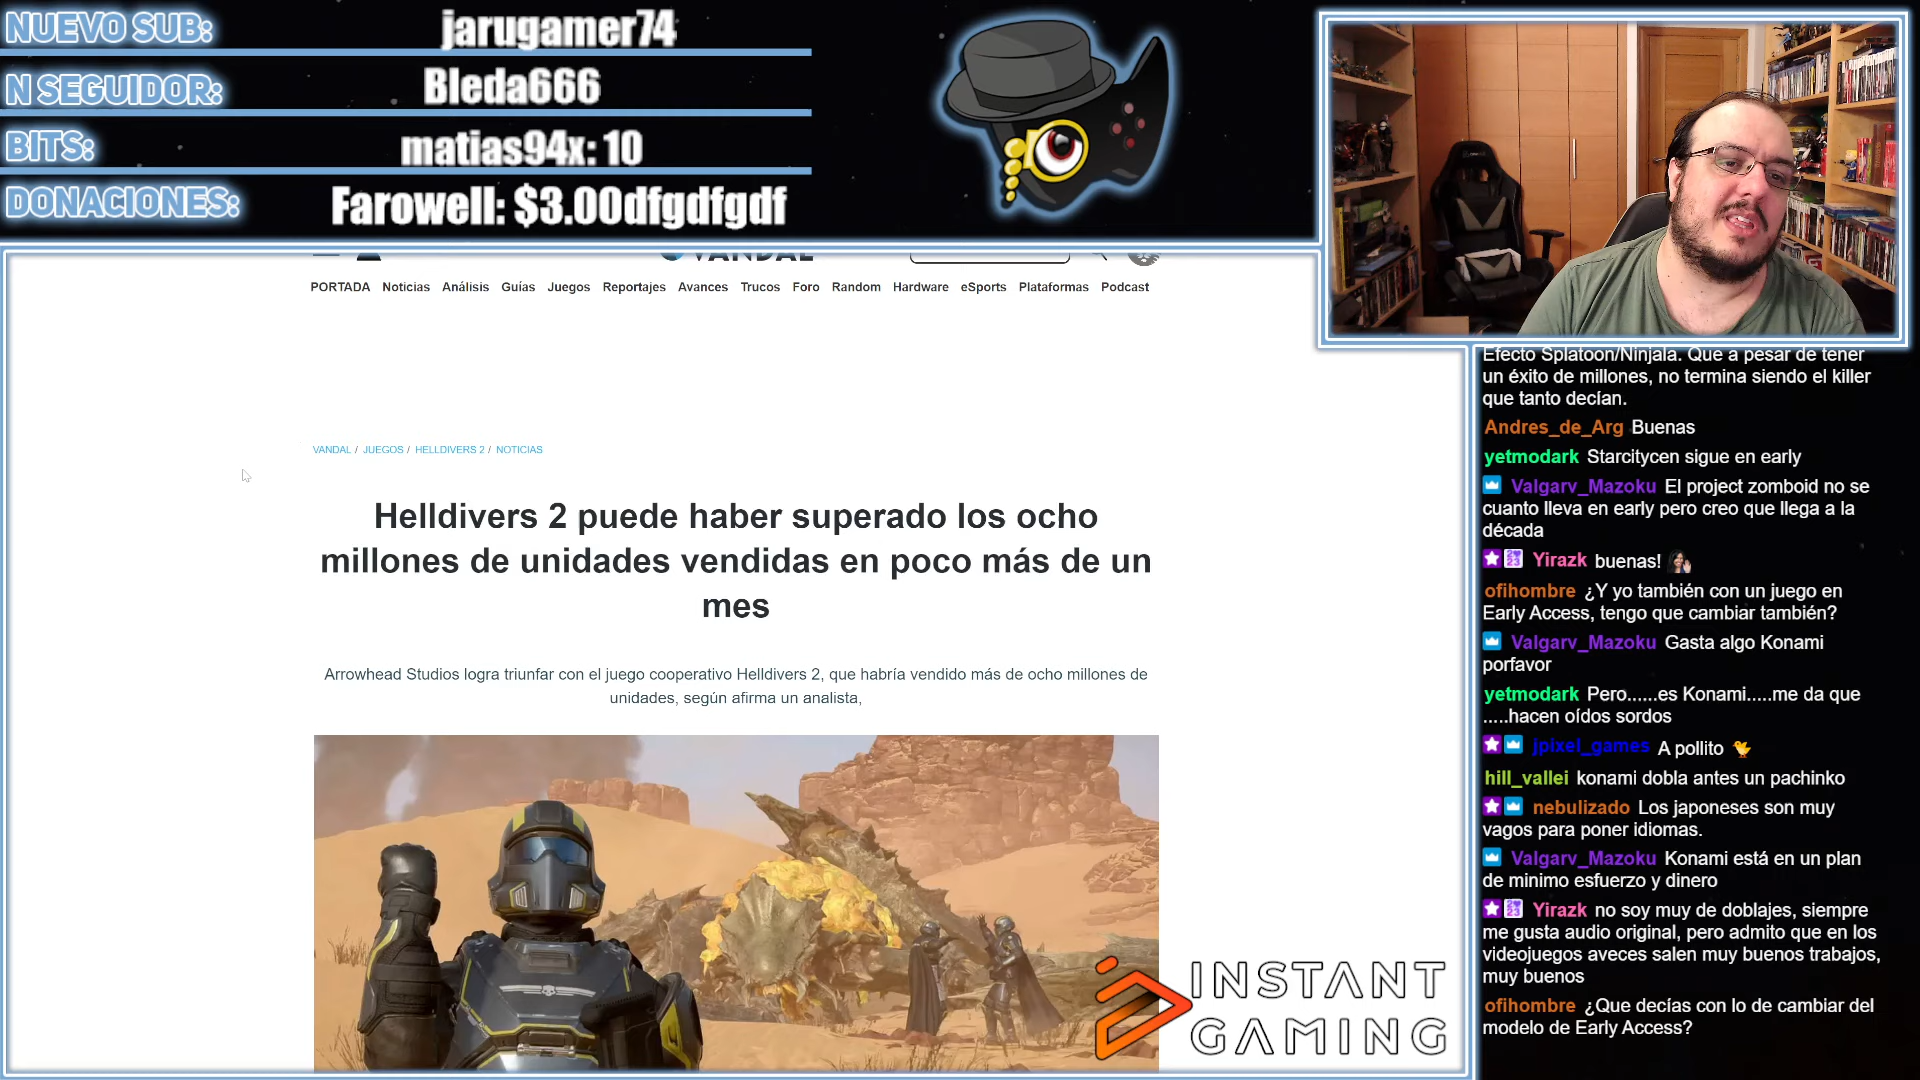 NUEVO SUB: jarugamer74
N SEGUIDOR: Bleda666
BITS: matias94x: 10
DONACIONES: Farowell: $3.00dfgdfgdf
VANDAL
PORTADA Noticias Análisis Guías Juegos Reportajes Avances Trucos Foro Random Hardware eSports Plataformas Podcast
VANDAL / JUEGOS / HELLDIVERS 2 / NOTICIAS
Helldivers 2 puede haber superado los ocho
millones de unidades vendidas en poco más de un
mes
Arrowhead Studios logra triunfar con el juego cooperativo Helldivers 2, que habría vendido más de ocho millones de
unidades, según afirma un analista,
INSTANT
GAMING
Efecto Splatoon/Ninjala. Que a pesar de tener
un éxito de millones, no termina siendo el killer
que tanto decían.
Andres_de_Arg Buenas
yetmodark Starcitycen sigue en early
Valgarv_Mazoku El project zomboid no se
cuanto lleva en early pero creo que llega a la
década
Yirazk buenas!
ofihombre ¿Y yo también con un juego en
Early Access, tengo que cambiar también?
Valgarv_Mazoku Gasta algo Konami
porfavor
yetmodark Pero......es Konami.....me da que
.....hacen oídos sordos
jpixel_games A pollito
hill_vallei konami dobla antes un pachinko
nebulizado Los japoneses son muy
vagos para poner idiomas.
Valgarv_Mazoku Konami está en un plan
de minimo esfuerzo y dinero
Yirazk no soy muy de doblajes, siempre
me gusta audio original, pero admito que en los
videojuegos aveces salen muy buenos trabajos,
muy buenos
ofihombre ¿Que decías con lo de cambiar del
modelo de Early Access?